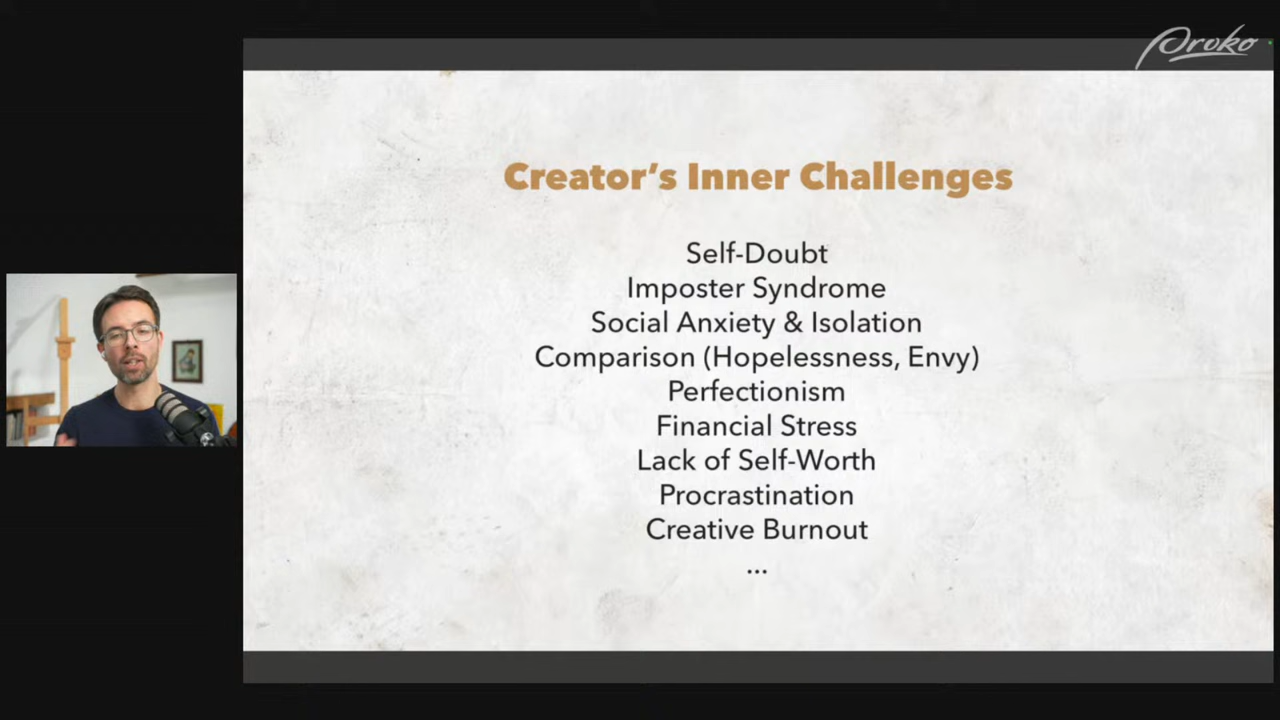 Proko
Creator's Inner Challenges
Self-Doubt
Imposter Syndrome
Social Anxiety & Isolation
Comparison (Hopelessness, Envy)
Perfectionism
Financial Stress
Lack of Self-Worth
Procrastination
Creative Burnout
...